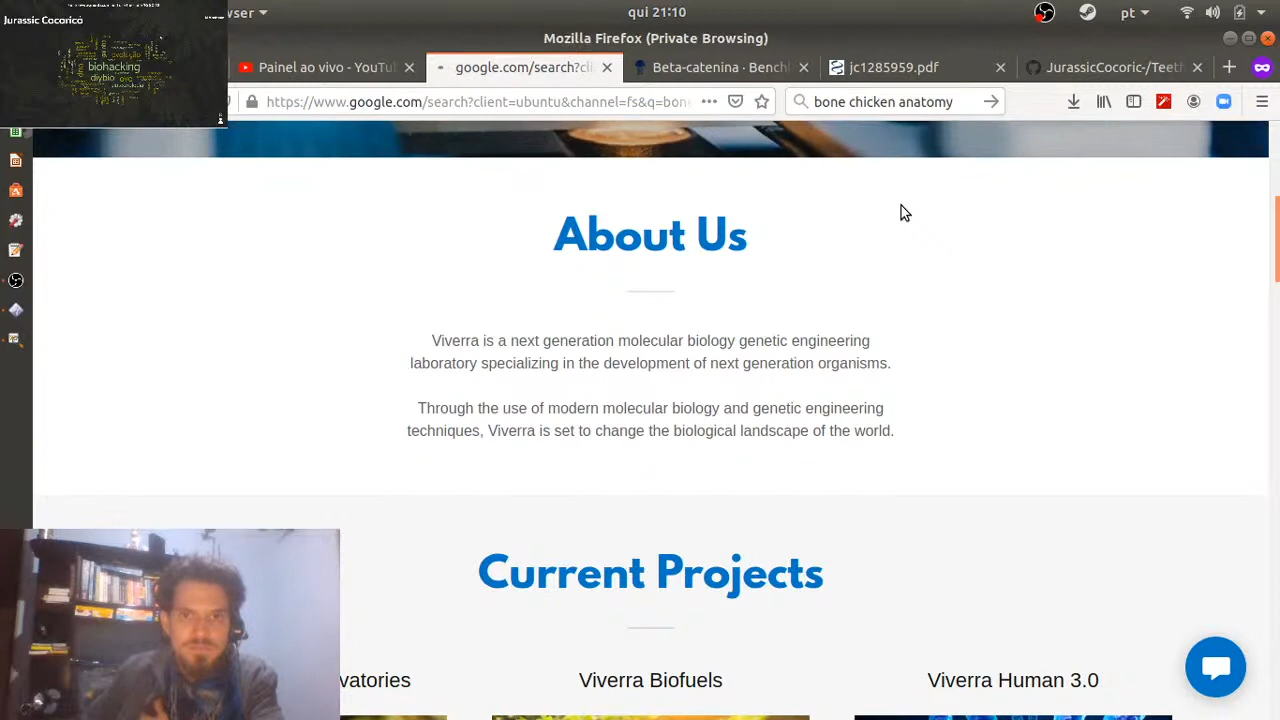 Jurassic Cocoricó
biohacking
diybio
ovo
evolução
wser
qui 21:10
pt
Mozilla Firefox (Private Browsing)
Painel ao vivo - YouTu
google.com/search?cli
Beta-catenina - Bench
jc1285959.pdf
JurassicCocoric-/Teeth
https://www.google.com/search?client=ubuntu&channel=fs&q=bone
bone chicken anatomy
About Us
Viverra is a next generation molecular biology genetic engineering
laboratory specializing in the development of next generation organisms.
Through the use of modern molecular biology and genetic engineering
techniques, Viverra is set to change the biological landscape of the world.
Current Projects
vatories
Viverra Biofuels
Viverra Human 3.0